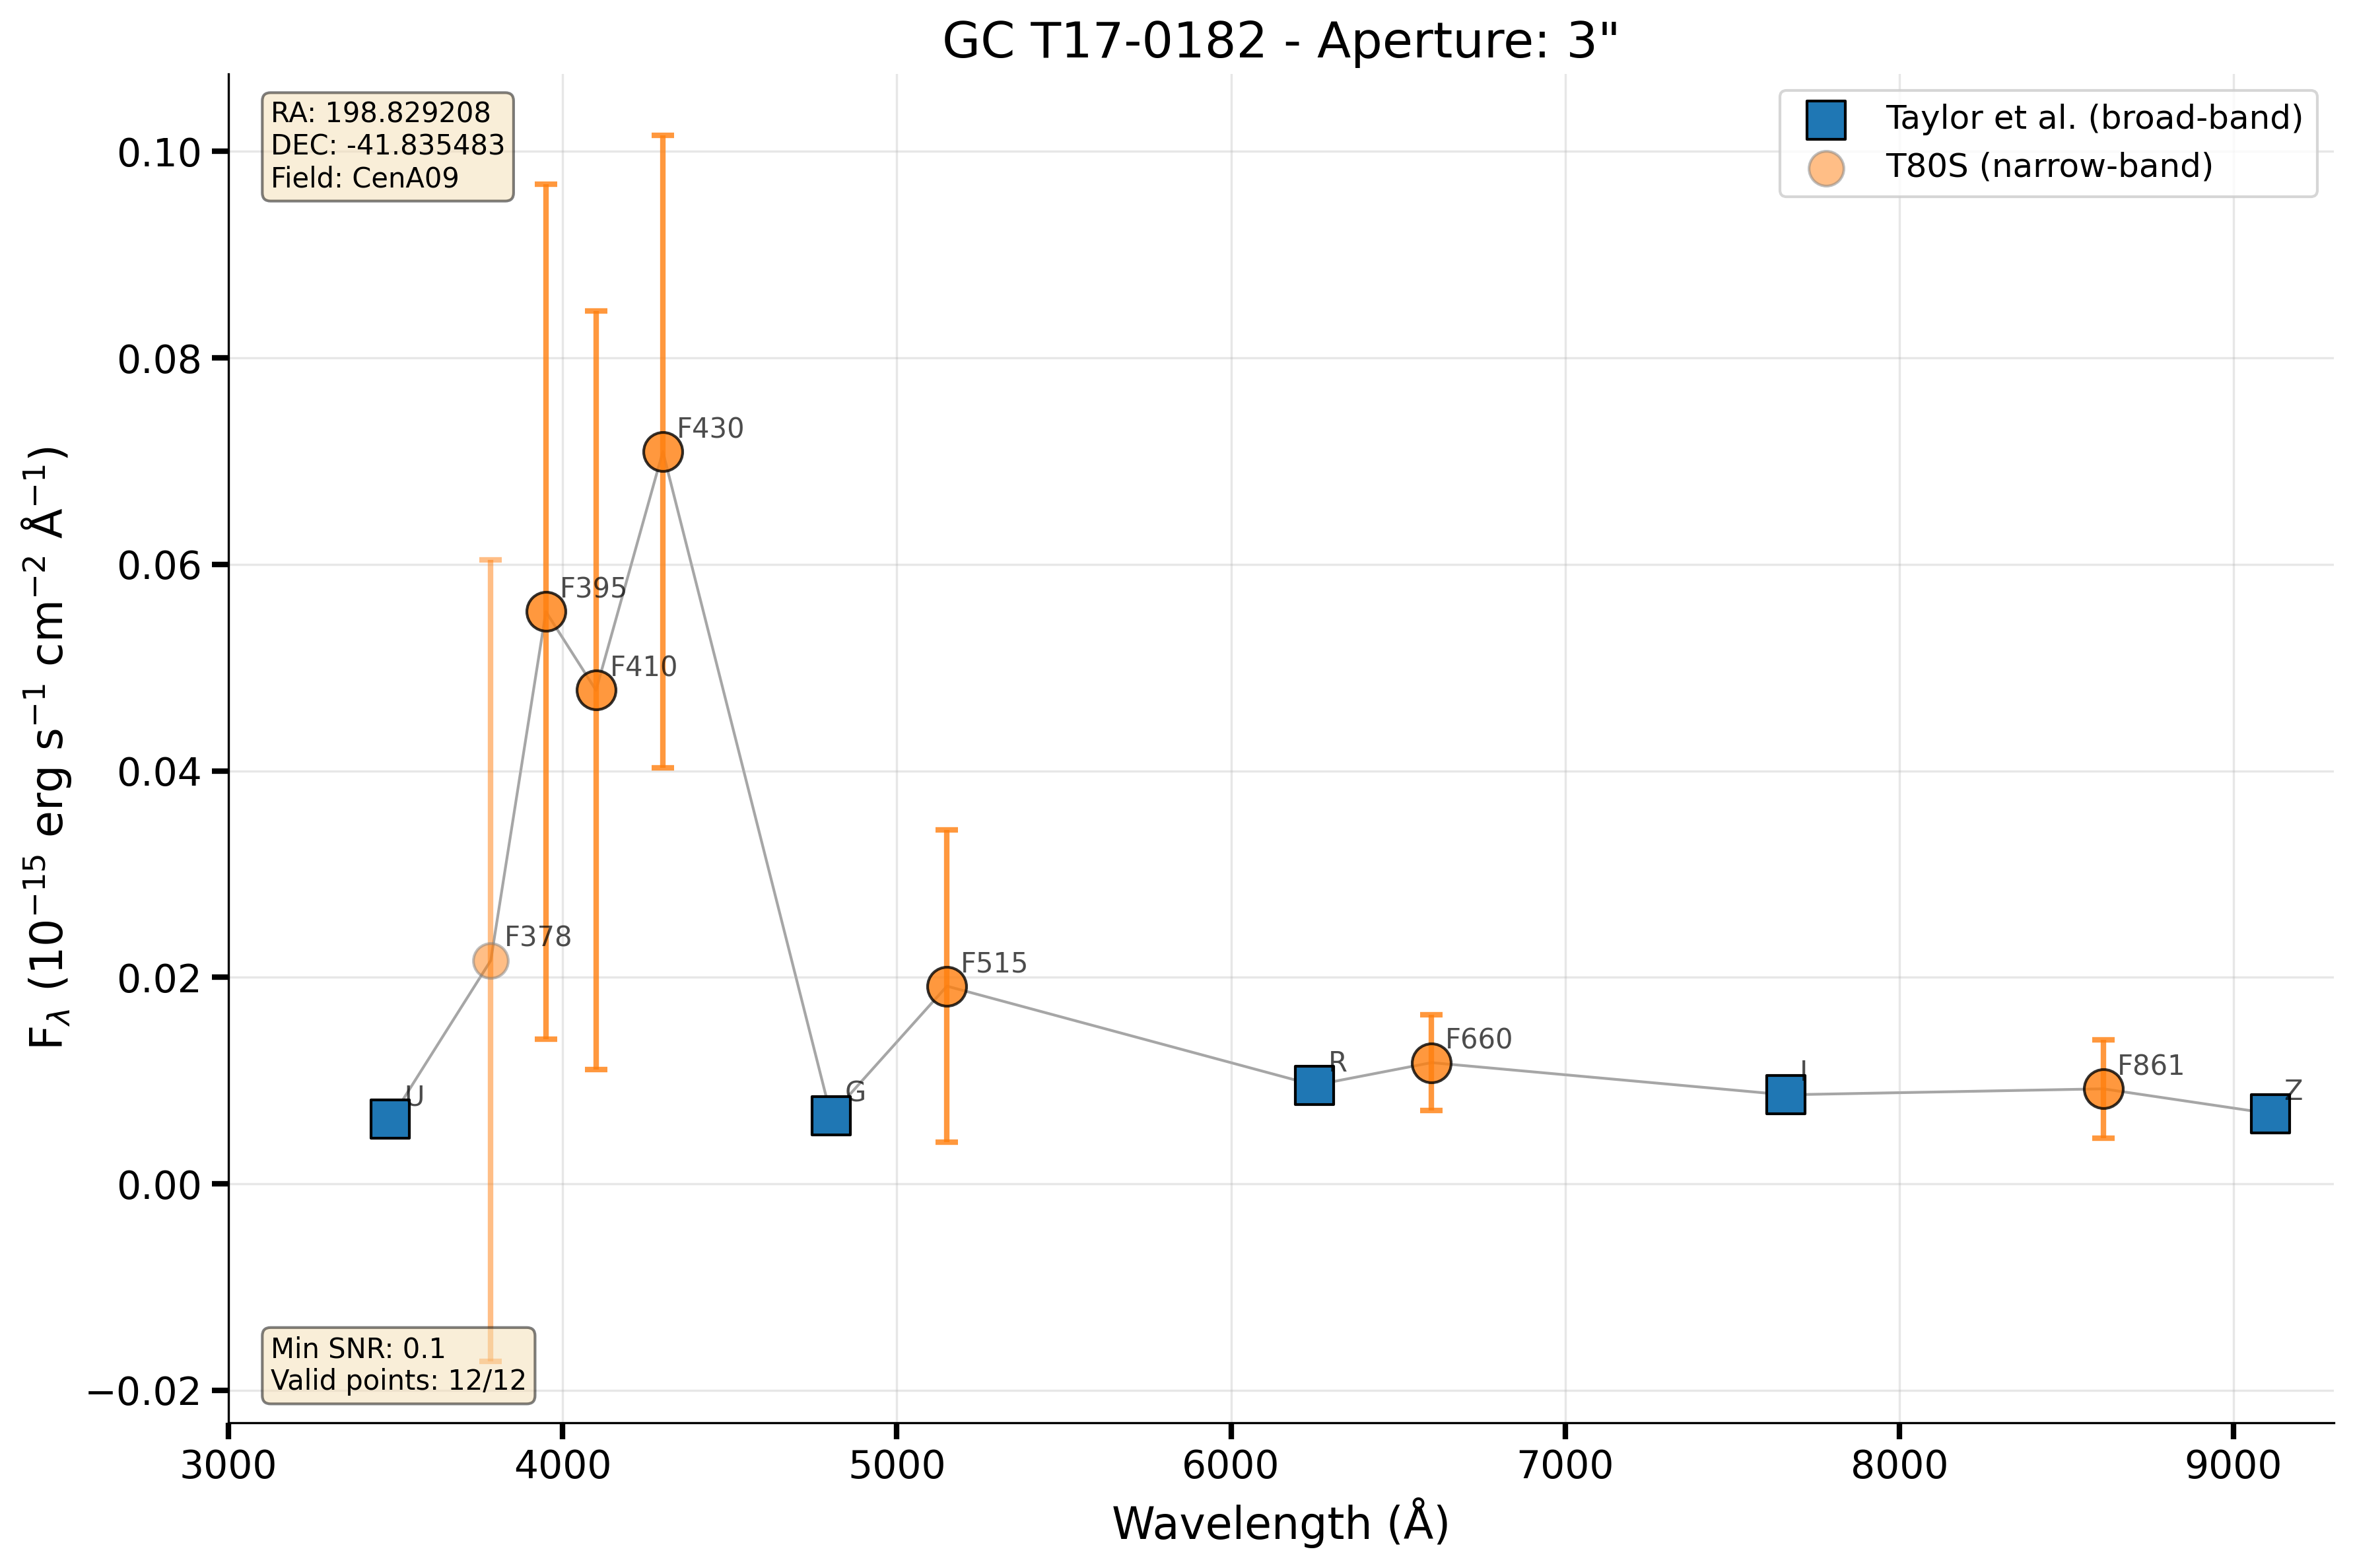 GC T17-0182 - Aperture: 3"
RA: 198.829208
DEC: -41.835483
Field: CenA09
Taylor et al. (broad-band)
T80S (narrow-band)
0.10
0.08
0.06
0.04
0.02
0.00
−0.02
F_λ (10⁻¹⁵ erg s⁻¹ cm⁻² Å⁻¹)
F430
F395
F410
F378
F515
U
G
R
F660
I
F861
Z
Min SNR: 0.1
Valid points: 12/12
3000 4000 5000 6000 7000 8000 9000
Wavelength (Å)